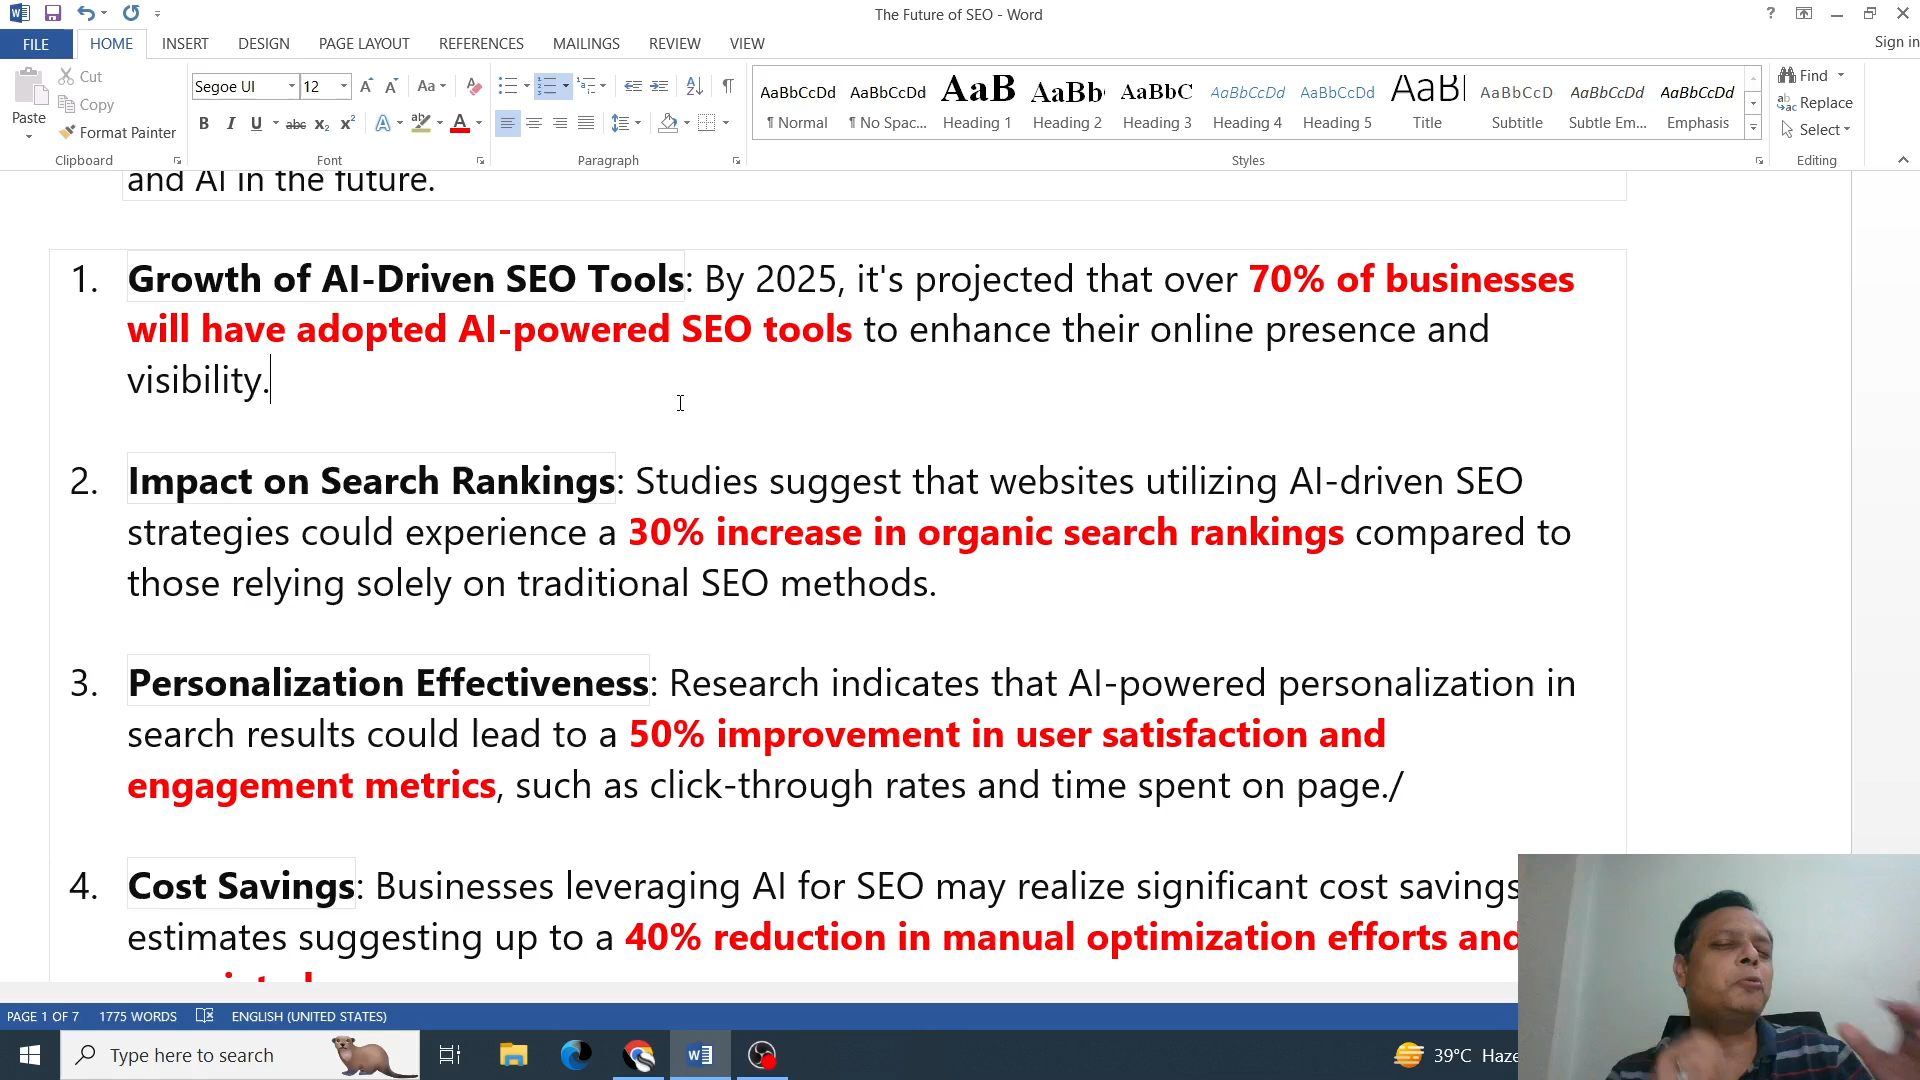 The Future of SEO - Word
?
FILE HOME INSERT DESIGN PAGE LAYOUT REFERENCES MAILINGS REVIEW VIEW Sign in
Paste Cut
Copy
Format Painter
Segoe UI 12 Aa
B I U abc X2 X2 A ab A
AaBbCcDd AaBbCcDd AaB AaBb AaBbC AaBbCcDd AaBbCcDd AaBl AaBbCcD AaBbCcDd AaBbCcDd
¶ Normal ¶ No Spac... Heading 1 Heading 2 Heading 3 Heading 4 Heading 5 Title Subtitle Subtle Em... Emphasis
Find
Replace
Select
Clipboard Font Paragraph Styles Editing
and AI in the future.
1. Growth of AI-Driven SEO Tools: By 2025, it's projected that over 70% of businesses
will have adopted AI-powered SEO tools to enhance their online presence and
visibility.
2. Impact on Search Rankings: Studies suggest that websites utilizing AI-driven SEO
strategies could experience a 30% increase in organic search rankings compared to
those relying solely on traditional SEO methods.
3. Personalization Effectiveness: Research indicates that AI-powered personalization in
search results could lead to a 50% improvement in user satisfaction and
engagement metrics, such as click-through rates and time spent on page./
4. Cost Savings: Businesses leveraging AI for SEO may realize significant cost savings
estimates suggesting up to a 40% reduction in manual optimization efforts and
PAGE 1 OF 7 1775 WORDS ENGLISH (UNITED STATES)
Type here to search 39°C Haze